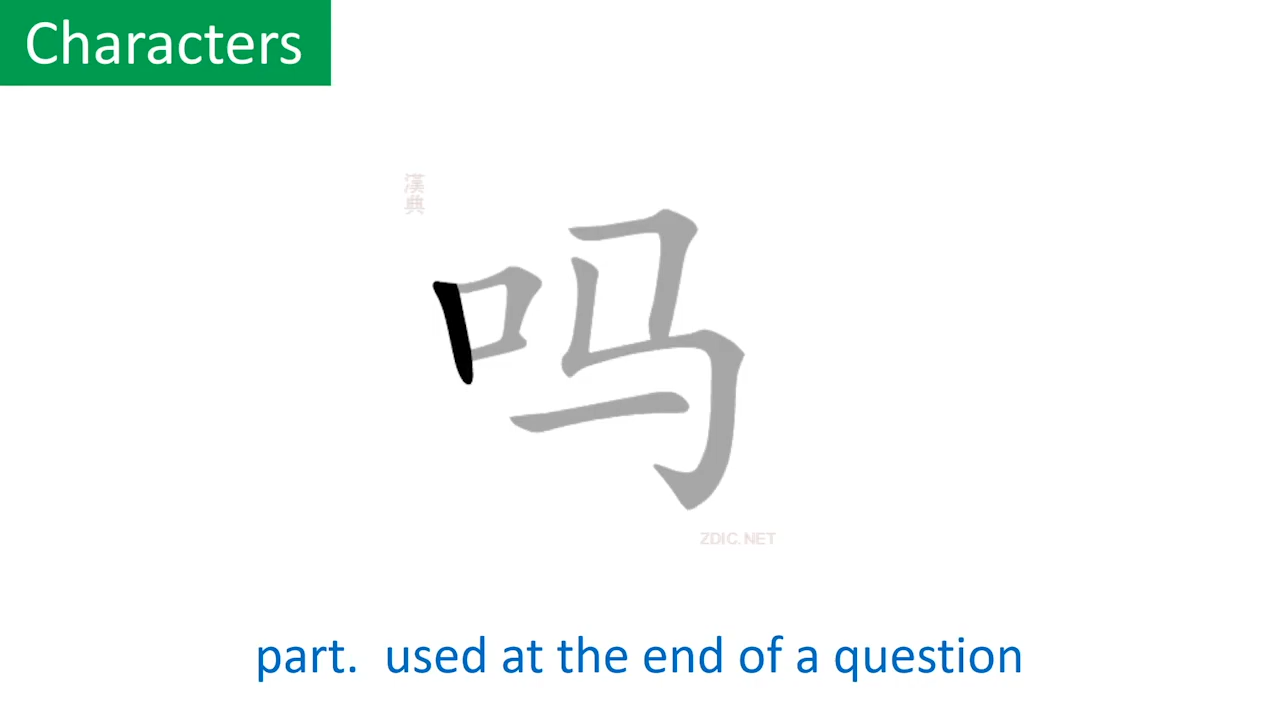 Characters
漢
典
吗
ZDIC.NET
part. used at the end of a question